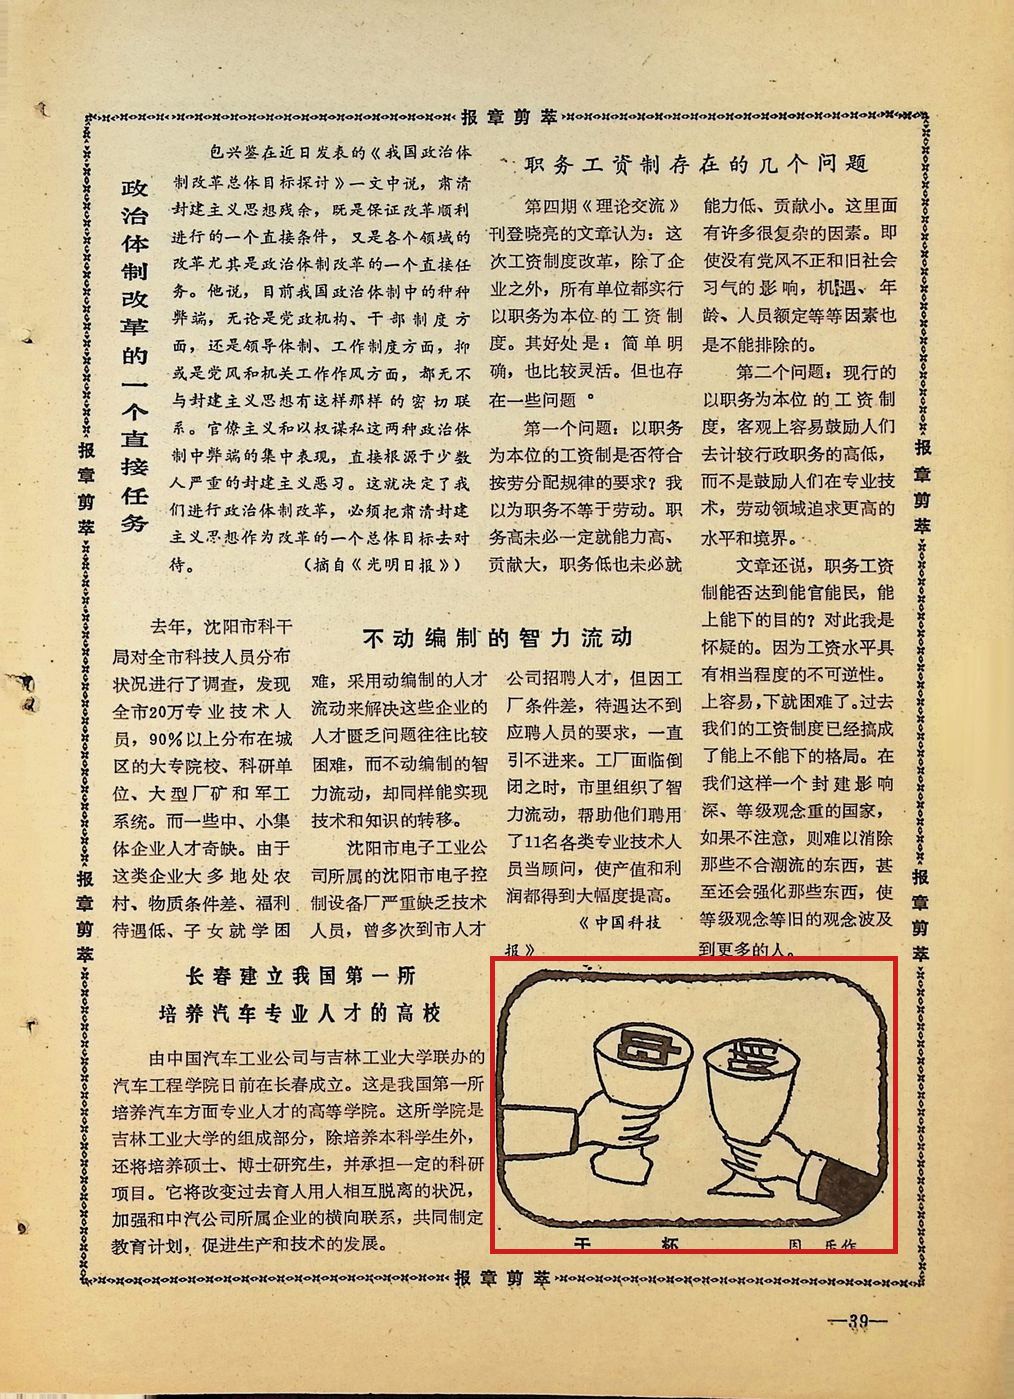 报章剪萃
政治体制改革的一个直接任务
包兴鉴在近日发表的《我国政治体
制改革总体目标探讨》一文中说，肃清
封建主义思想残余，既是保证改革顺利
进行的一个直接条件，又是各个领域的
改革尤其是政治体制改革的一个直接任
务。他说，目前我国政治体制中的种种
弊端，无论是党政机构、干部制度方
面，还是领导体制、工作制度方面，抑
或是党风和机关工作作风方面，都无不
与封建主义思想有这样那样的密切联
系。官僚主义和以权谋私这两种政治体
制中弊端的集中表现，直接根源于少数
人严重的封建主义恶习。这就决定了我
们进行政治体制改革，必须把肃清封建
主义思想作为改革的一个总体目标去对
待。（摘自《光明日报》）
职务工资制存在的几个问题
第四期《理论交流》
刊登晓亮的文章认为：这
次工资制度改革，除了企
业之外，所有单位都实行
以职务为本位的工资制
度。其好处是：简单明
确，也比较灵活。但也存
在一些问题。
第一个问题：以职务
为本位的工资制是否符合
按劳分配规律的要求？我
以为职务不等于劳动。职
务高未必一定就能力高、
贡献大，职务低也未必就
能力低、贡献小。这里面
有许多很复杂的因素。即
使没有党风不正和旧社会
习气的影响，机遇、年
龄、人员额定等等因素也
是不能排除的。
第二个问题：现行的
以职务为本位的工资制
度，客观上容易鼓励人们
去计较行政职务的高低，
而不是鼓励人们在专业技
术，劳动领域追求更高的
水平和境界。
文章还说，职务工资
制能否达到能官能民，能
上能下的目的？对此我是
怀疑的。因为工资水平具
有相当程度的不可逆性。
上容易，下就困难了。过去
我们的工资制度已经搞成
了能上不能下的格局。在
我们这样一个封建影响
深、等级观念重的国家，
如果不注意，则难以消除
那些不合潮流的东西，甚
至还会强化那些东西，使
等级观念等旧的观念波及
到更多的人。
不动编制的智力流动
去年，沈阳市科干
局对全市科技人员分布
状况进行了调查，发现
全市20万专业技术人
员，90％以上分布在城
区的大专院校、科研单
位、大型厂矿和军工
系统。而一些中、小集
体企业人才奇缺。由于
这类企业大多地处农
村、物质条件差、福利
待遇低、子女就学困
难，采用动编制的人才
流动来解决这些企业的
人才匮乏问题往往比较
困难，而不动编制的智
力流动，却同样能实现
技术和知识的转移。
沈阳市电子工业公
司所属的沈阳市电子控
制设备厂严重缺乏技术
人员，曾多次到市人才
公司招聘人才，但因工
厂条件差，待遇达不到
应聘人员的要求，一直
引不进来。工厂面临倒
闭之时，市里组织了智
力流动，帮助他们聘用
了11名各类专业技术人
员当顾问，使产值和利
润都得到大幅度提高。
《中国科技
报》
长春建立我国第一所
培养汽车专业人才的高校
由中国汽车工业公司与吉林工业大学联办的
汽车工程学院日前在长春成立。这是我国第一所
培养汽车方面专业人才的高等学院。这所学院是
吉林工业大学的组成部分，除培养本科学生外，
还将培养硕士、博士研究生，并承担一定的科研
项目。它将改变过去育人用人相互脱离的状况，
加强和中汽公司所属企业的横向联系，共同制定
教育计划，促进生产和技术的发展。
干杯
乐作
报章剪萃
报章剪萃
报章剪萃
报章剪萃
报章剪萃
—39—